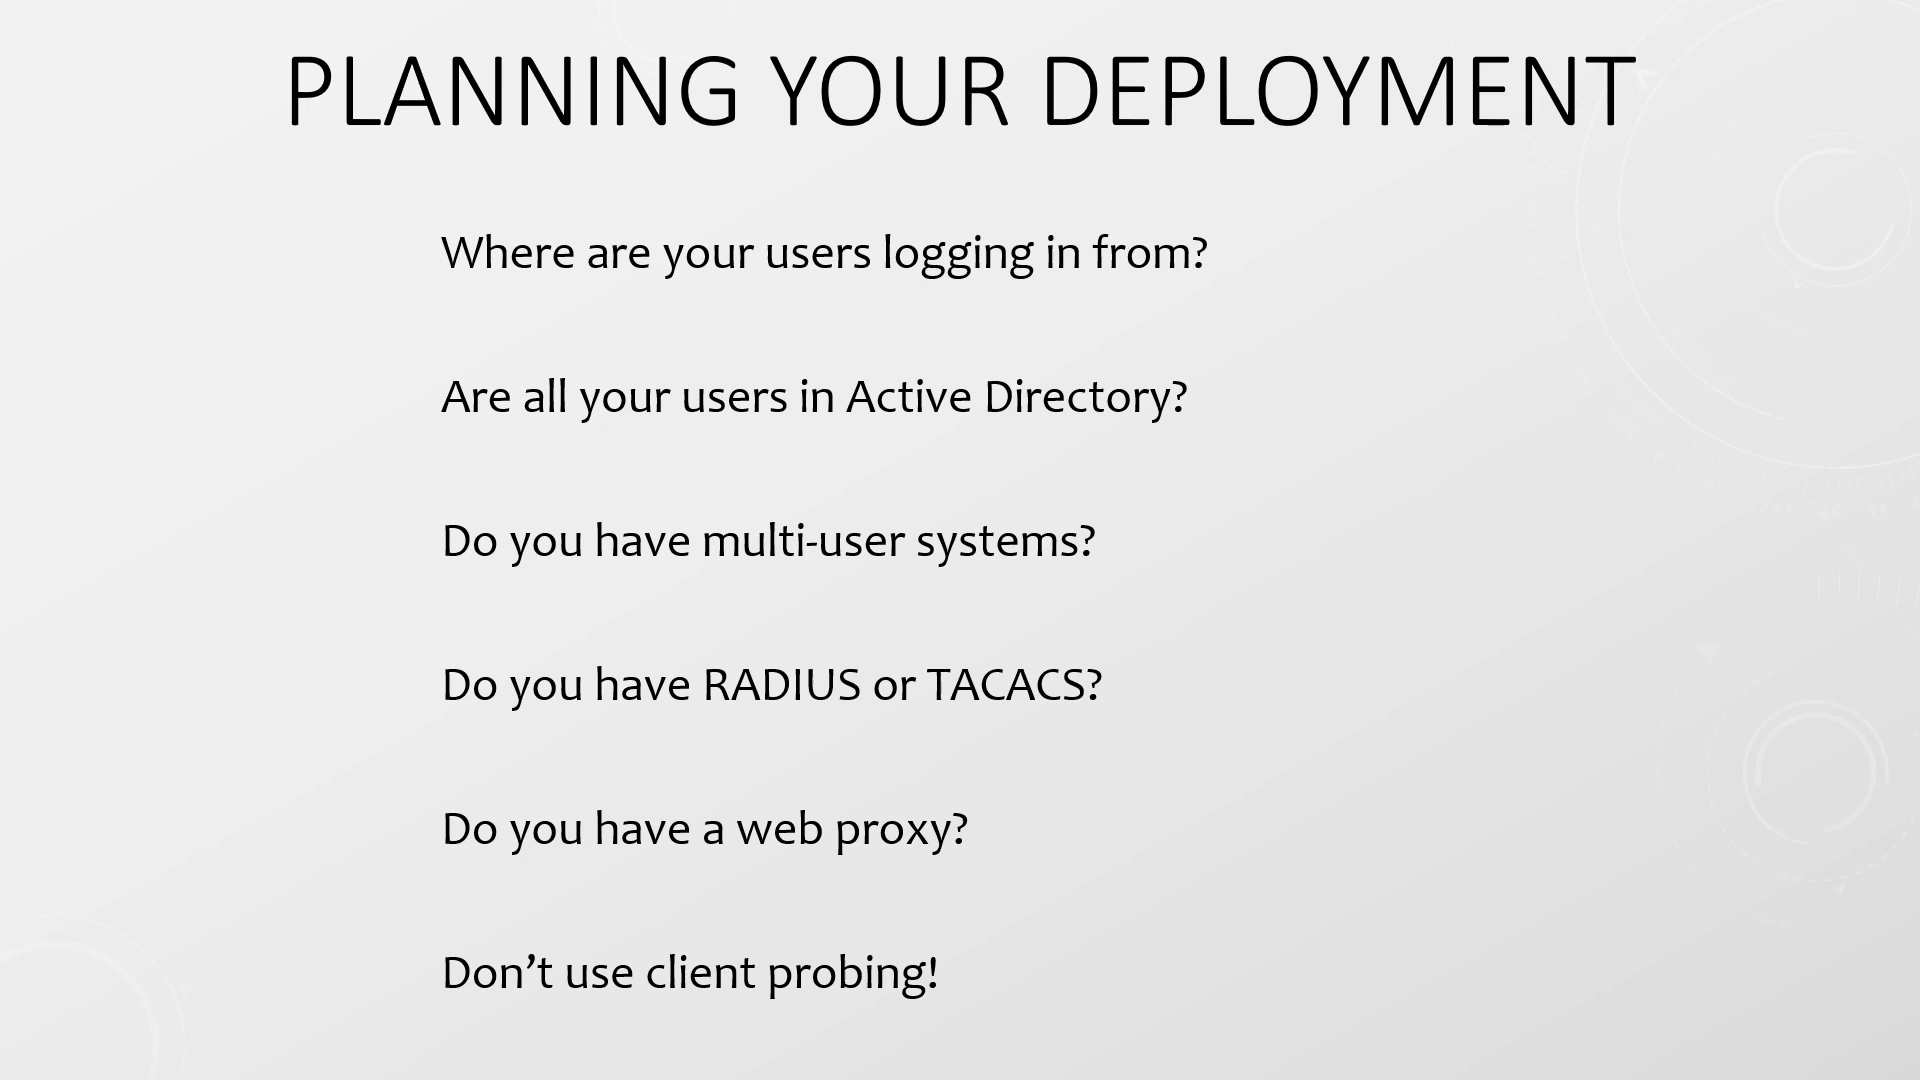 PLANNING YOUR DEPLOYMENT
Where are your users logging in from?
Are all your users in Active Directory?
Do you have multi-user systems?
Do you have RADIUS or TACACS?
Do you have a web proxy?
Don’t use client probing!